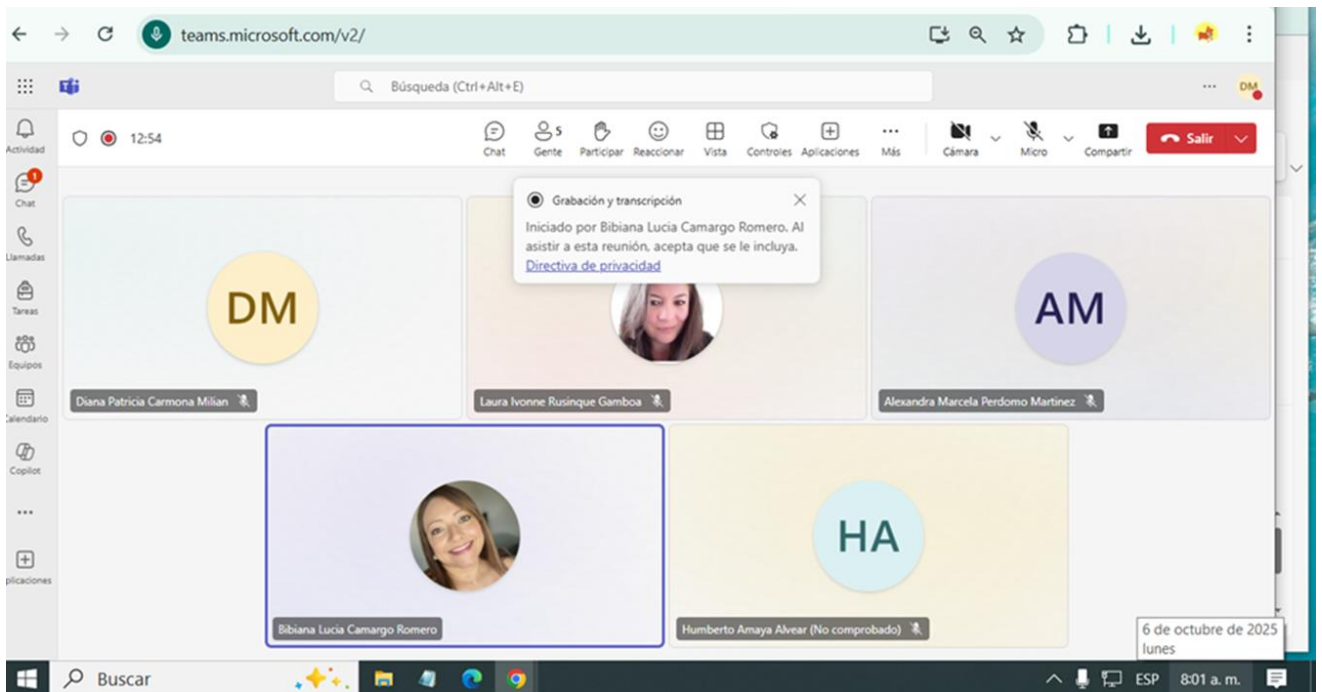 teams.microsoft.com/v2/
Búsqueda (Ctrl+Alt+E)
DM
Actividad
12:54
5
Chat
Gente
Participar
Reaccionar
Vista
Controles
Aplicaciones
Más
Cámara
Micro
Compartir
Salir
1
Chat
Llamadas
Tareas
Equipos
Calendario
Copilot
plicaciones
Grabación y transcripción
Iniciado por Bibiana Lucia Camargo Romero. Al
asistir a esta reunión, acepta que se le incluya.
Directiva de privacidad
DM
AM
Diana Patricia Carmona Milian
Laura Ivonne Rusinque Gamboa
Alexandra Marcela Perdomo Martinez
HA
Bibiana Lucia Camargo Romero
Humberto Amaya Alvear (No comprobado)
6 de octubre de 2025
lunes
Buscar
ESP
8:01 a. m.